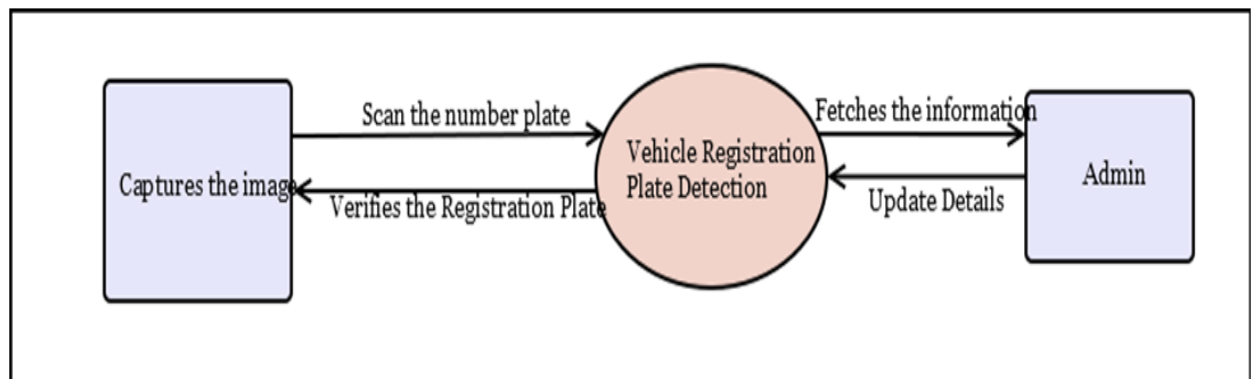 Scan the number plate
Fetches the information
Vehicle Registration
Plate Detection
Captures the image
Admin
Verifies the Registration Plate
Update Details